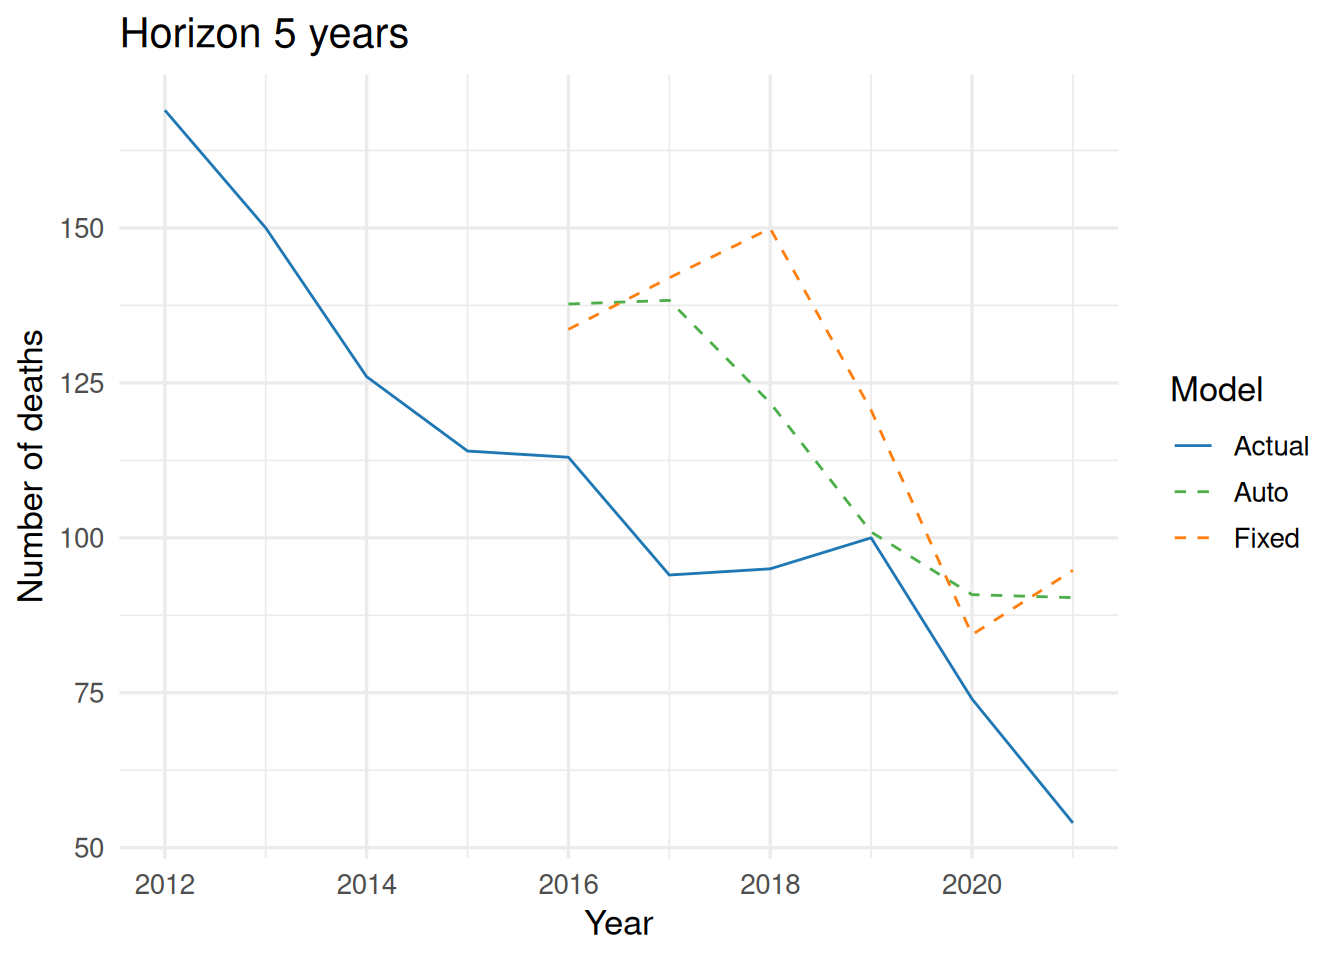 Horizon 5 years
Number of deaths
150
125
100
75
50
2012 2014 2016 2018 2020
Year
Model
Actual
Auto
Fixed